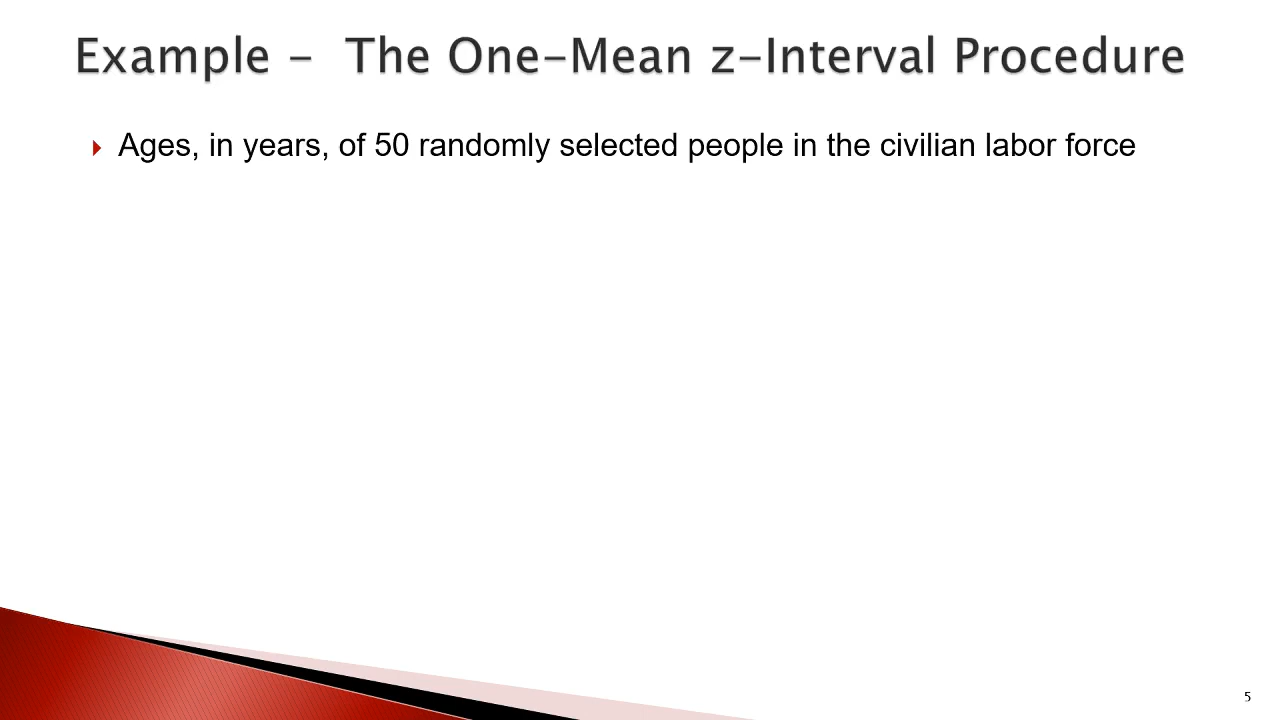 Example – The One–Mean z–Interval Procedure
Ages, in years, of 50 randomly selected people in the civilian labor force
5